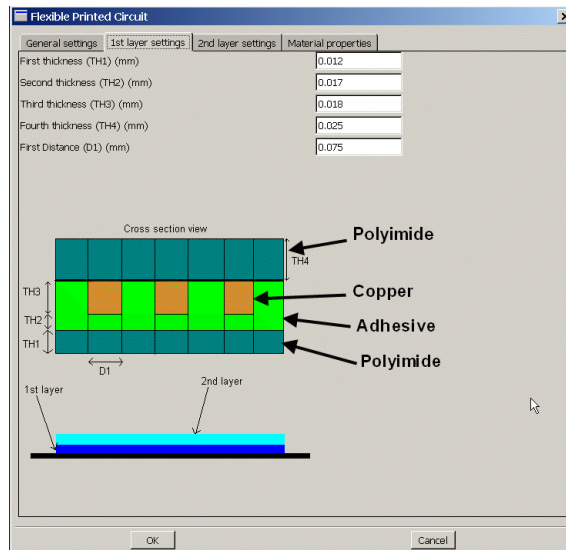 Flexible Printed Circuit
General settings 1st layer settings 2nd layer settings Material properties
First thickness (TH1) (mm) 0.012
Second thickness (TH2) (mm) 0.017
Third thickness (TH3) (mm) 0.018
Fourth thickness (TH4) (mm) 0.025
First Distance (D1) (mm) 0.075
Cross section view
Polyimide
TH4
TH3
Copper
TH2
Adhesive
TH1
Polyimide
D1
1st layer
2nd layer
OK Cancel